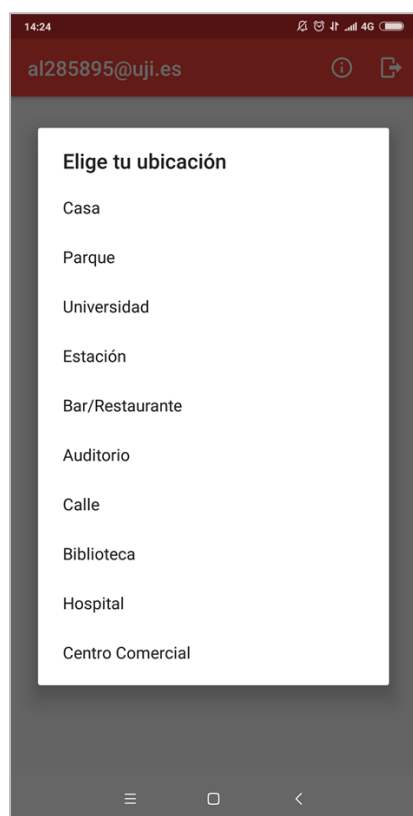 14:24 4G
al285895@uji.es
Elige tu ubicación
Casa
Parque
Universidad
Estación
Bar/Restaurante
Auditorio
Calle
Biblioteca
Hospital
Centro Comercial